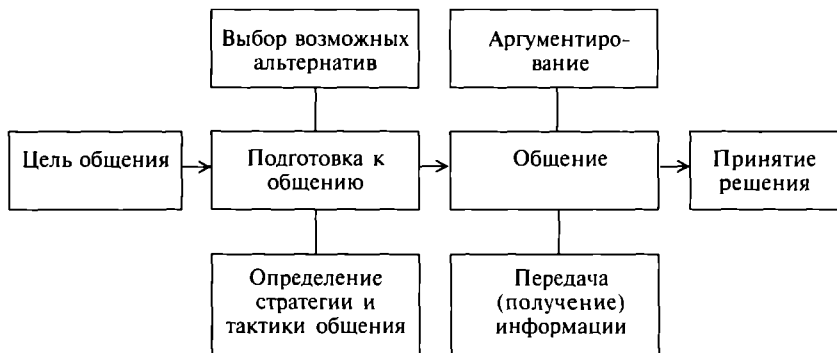 Выбор возможных
альтернатив
Аргументиро-
вание
Цель общения
Подготовка к
общению
Общение
Принятие
решения
Определение
стратегии и
тактики общения
Передача
(получение)
информации